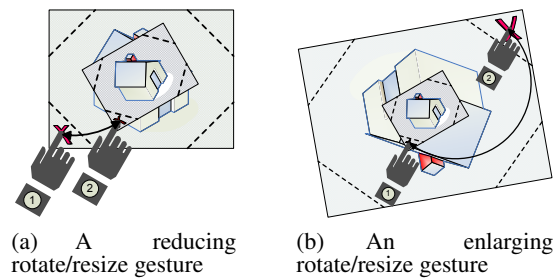 1
2
2
1
(a) A reducing
rotate/resize gesture
(b) An enlarging
rotate/resize gesture